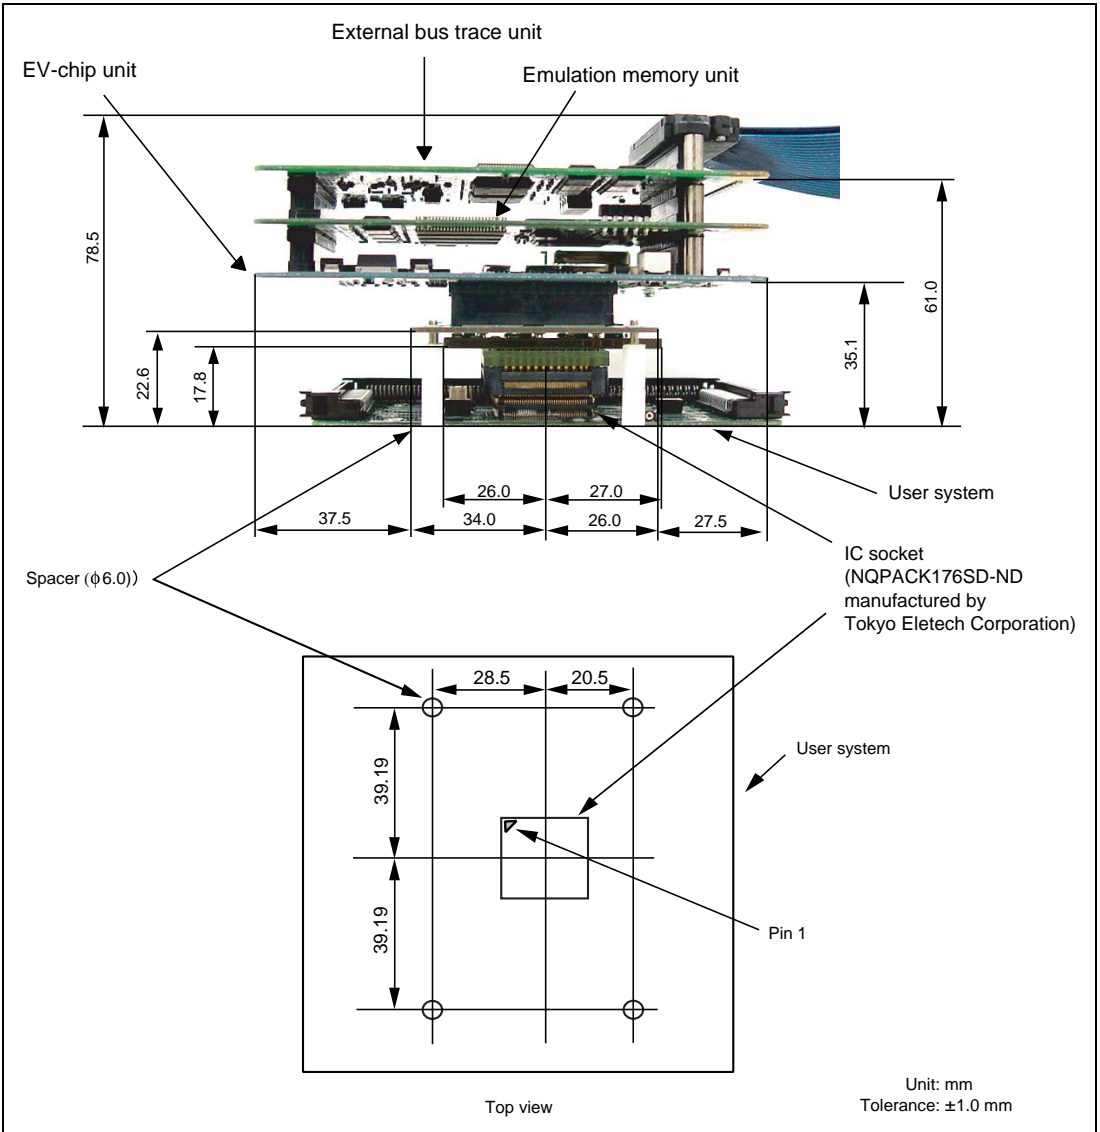 External bus trace unit
EV-chip unit
Emulation memory unit
78.5
22.6
17.8
35.1
61.0
26.0
27.0
37.5
34.0
26.0
27.5
User system
Spacer (ϕ6.0))
IC socket
(NQPACK176SD-ND
manufactured by
Tokyo Eletech Corporation)
28.5
20.5
39.19
User system
39.19
Pin 1
Top view
Unit: mm
Tolerance: ±1.0 mm